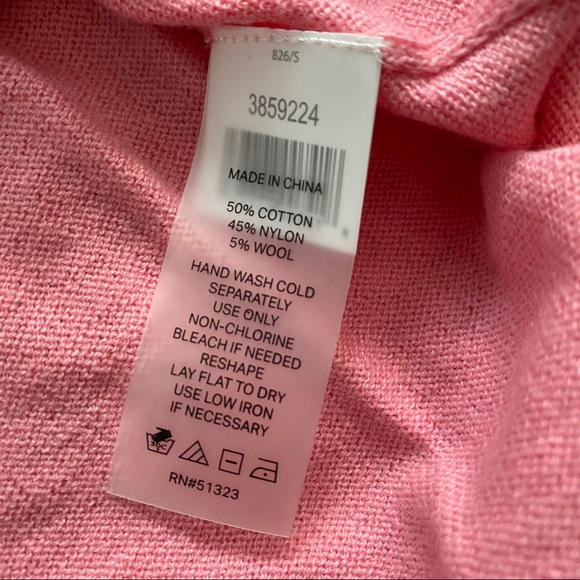 826/S
3859224
MADE IN CHINA
50% COTTON
45% NYLON
5% WOOL
HAND WASH COLD
SEPARATELY
USE ONLY
NON-CHLORINE
BLEACH IF NEEDED
RESHAPE
LAY FLAT TO DRY
USE LOW IRON
IF NECESSARY
RN#51323